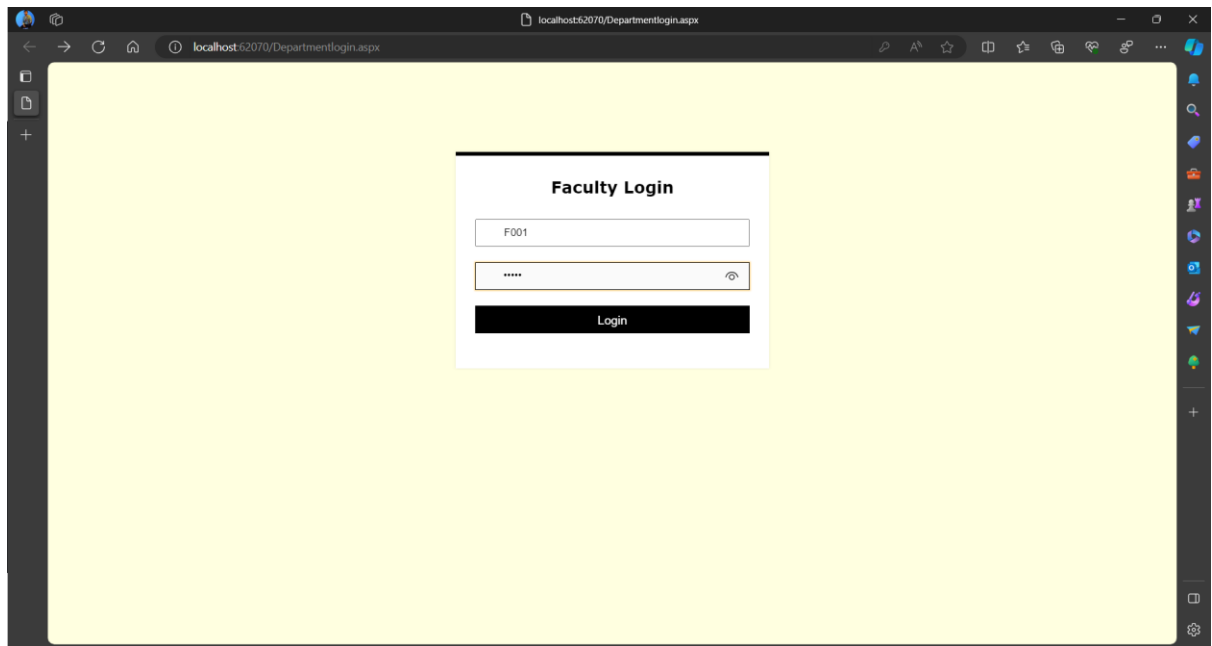 localhost:62070/Departmentlogin.aspx
localhost:62070/Departmentlogin.aspx
Faculty Login
F001
•••••
Login